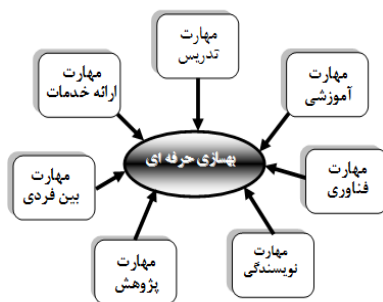 مهارت
تدریس
مهارت
آموزشی
مهارت
ارائه خدمات
بهسازی حرفه ای
مهارت
فناوری
مهارت
بین فردی
مهارت
نویسندگی
مهارت
پژوهش